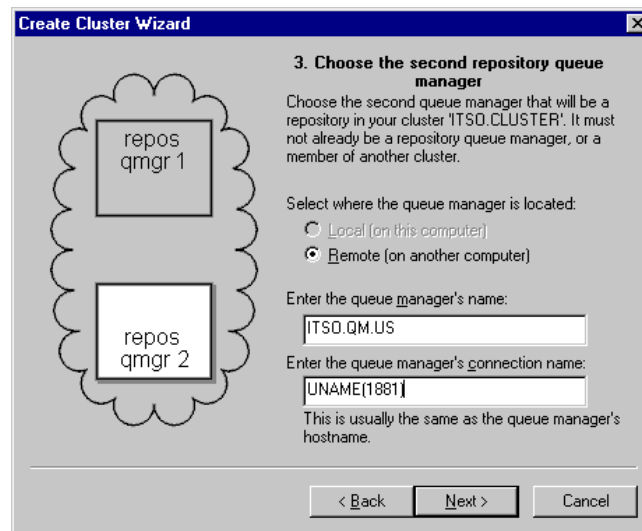 Create Cluster Wizard
repos
qmgr 1
repos
qmgr 2
3. Choose the second repository queue
manager
Choose the second queue manager that will be a
repository in your cluster 'ITSO.CLUSTER'. It must
not already be a repository queue manager, or a
member of another cluster.
Select where the queue manager is located:
Local (on this computer)
Remote (on another computer)
Enter the queue manager's name:
ITSO.QM.US
Enter the queue manager's connection name:
UNAME(1881)
This is usually the same as the queue manager's
hostname.
< Back
Next >
Cancel